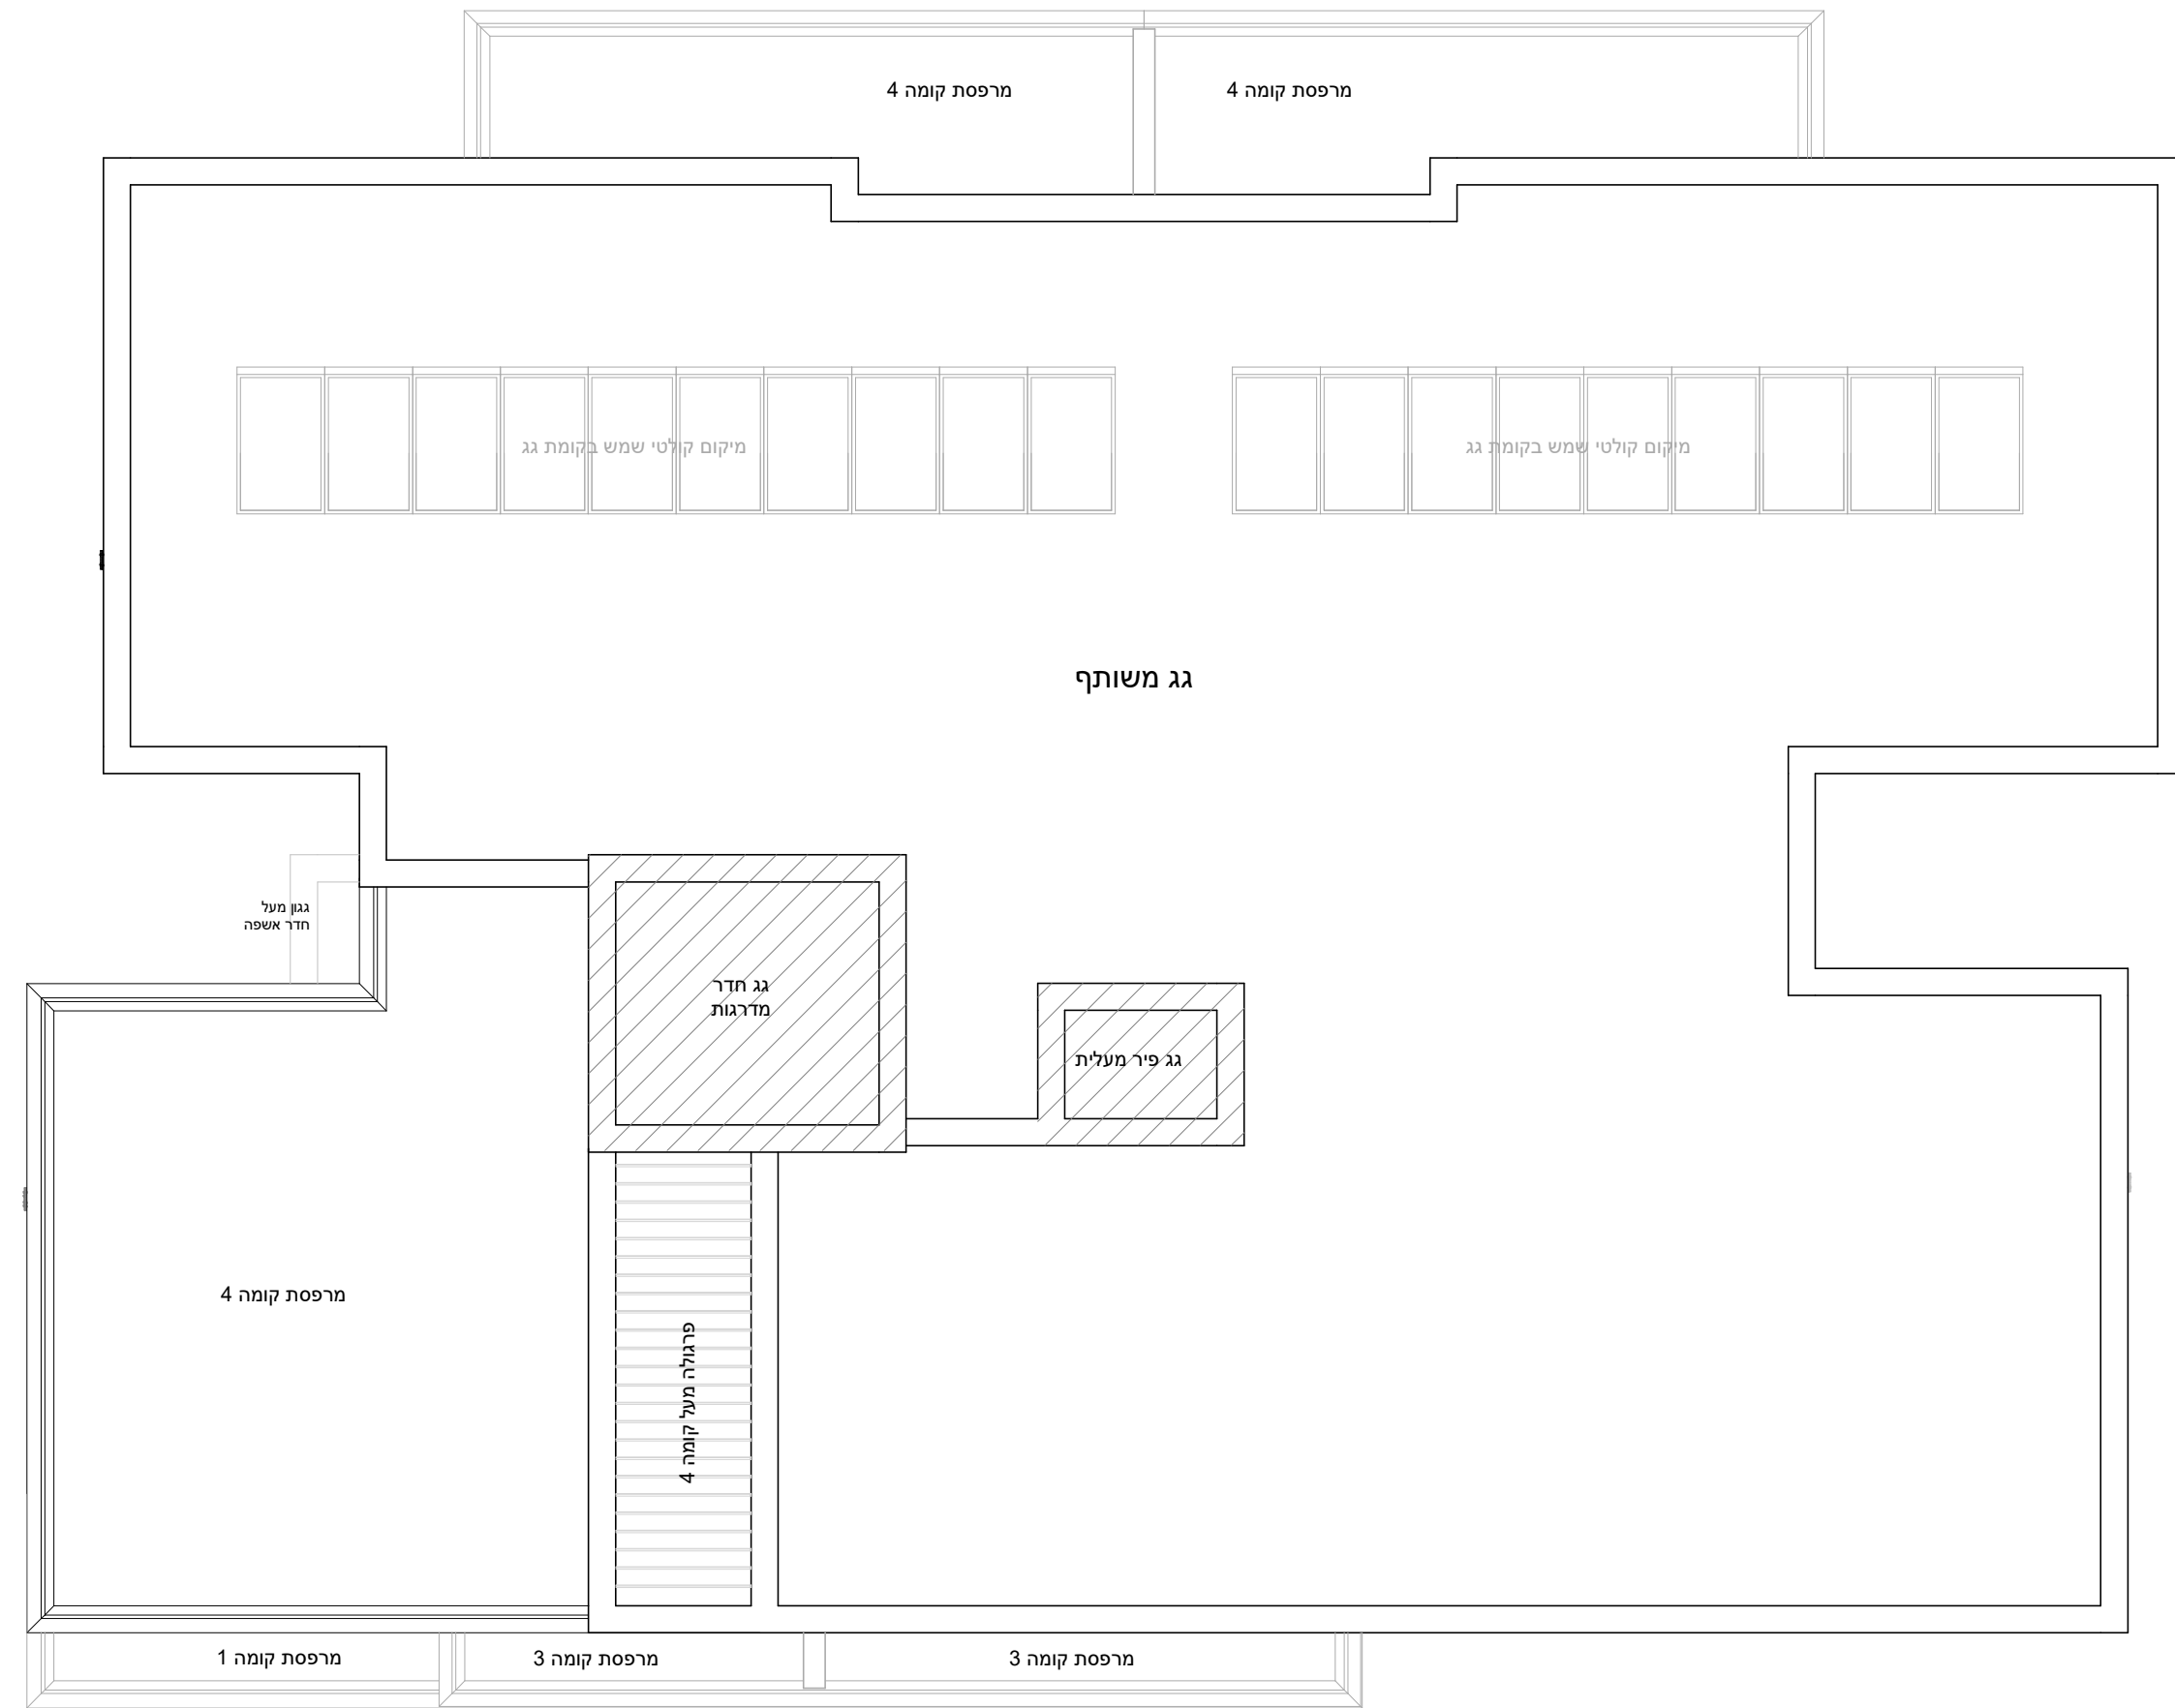 מרפסת קומה 4
מרפסת קומה 4
מיקום קולטי שמש בקומת גג
מיקום קולטי שמש בקומת גג
גג משותף
גגון מעל
חדר אשפה
גג חדר
מדרגות
גג פיר מעלית
מרפסת קומה 4
פרגולה מעל קומה 4
מרפסת קומה 3
מרפסת קומה 3
מרפסת קומה 1